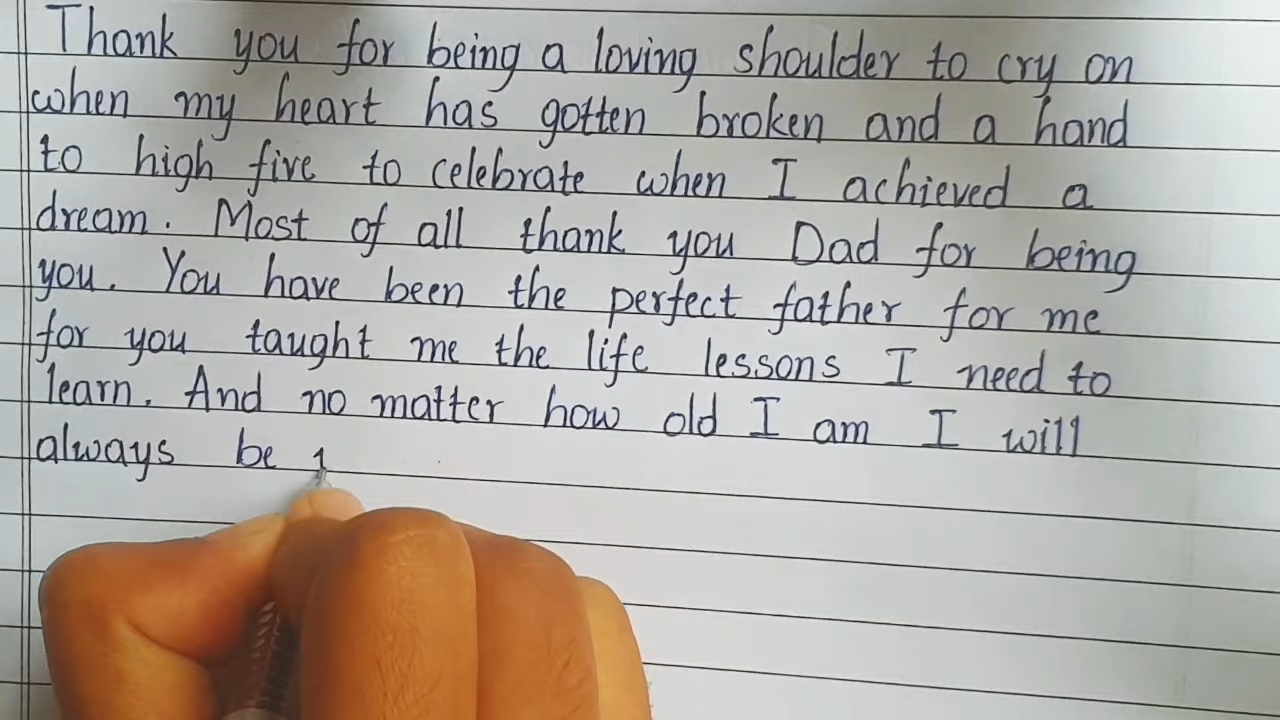 Thank you for being a loving shoulder to cry on
when my heart has gotten broken and a hand
to high five to celebrate when I achieved a
dream. Most of all thank you Dad for being
you. You have been the perfect father for me
for you taught me the life lessons I need to
learn. And no matter how old I am I will
always be